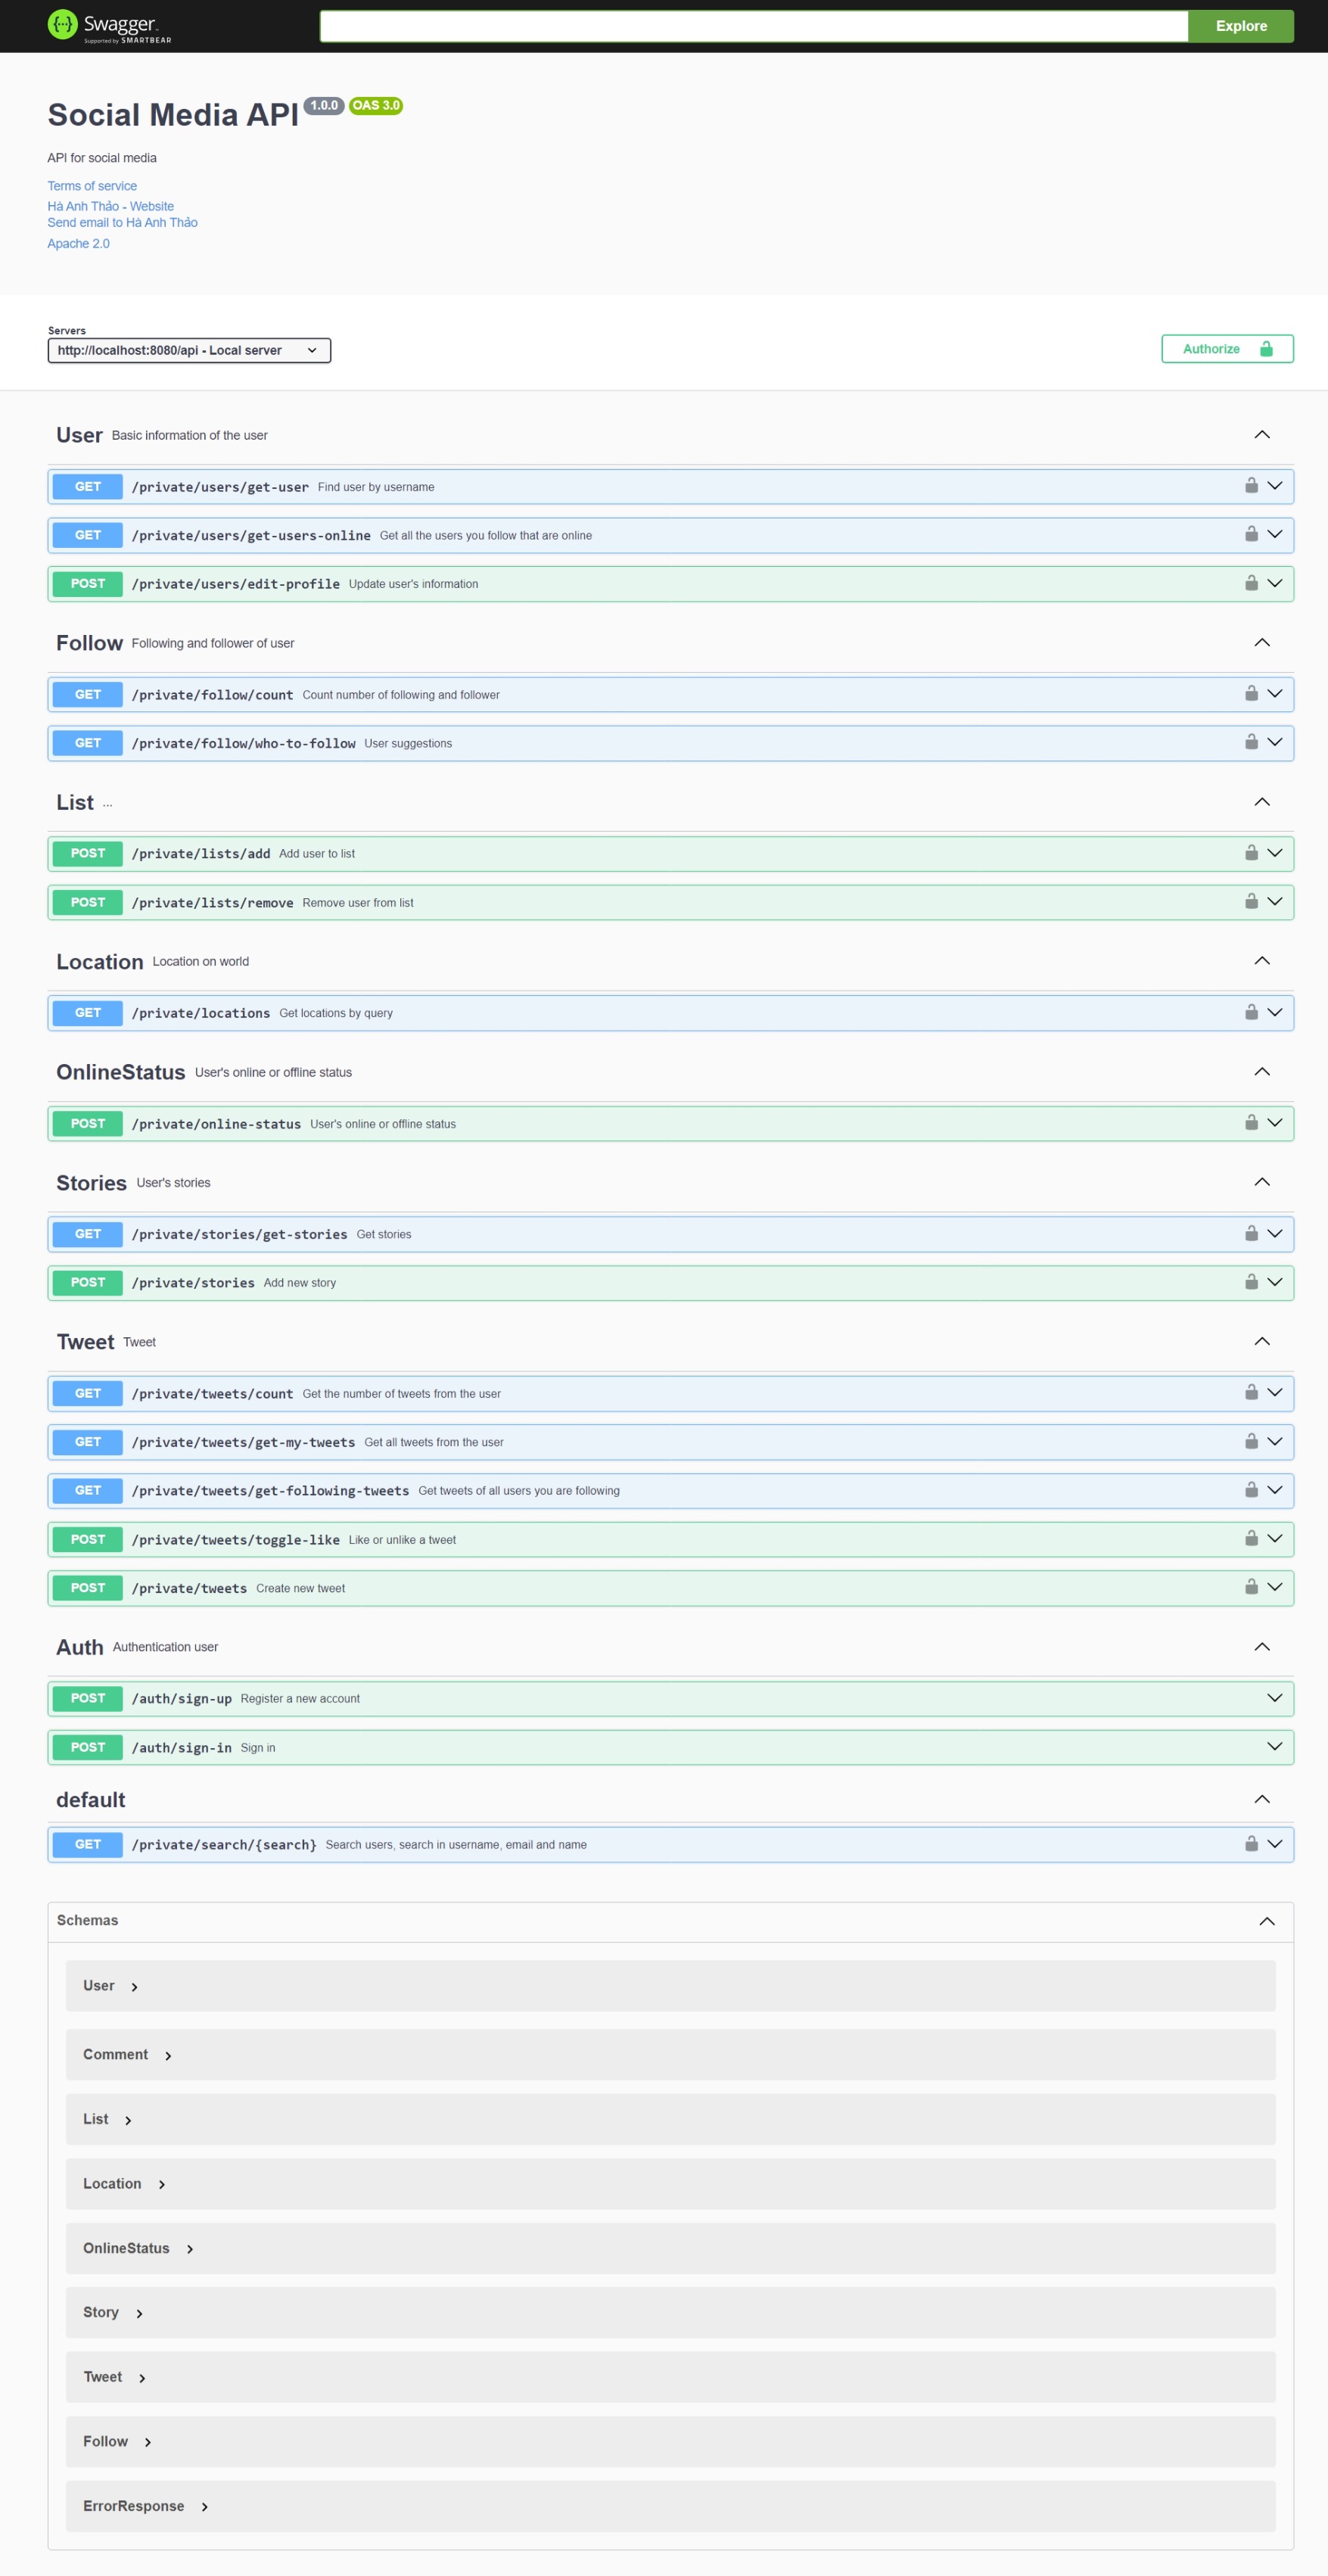 Swagger.
Supported by SMARTBEAR
Explore
Social Media API 1.0.0 OAS 3.0
API for social media
Terms of service
Hà Anh Thảo - Website
Send email to Hà Anh Thảo
Apache 2.0
Servers
http://localhost:8080/api - Local server
Authorize
User Basic information of the user
GET /private/users/get-user Find user by username
GET /private/users/get-users-online Get all the users you follow that are online
POST /private/users/edit-profile Update user's information
Follow Following and follower of user
GET /private/follow/count Count number of following and follower
GET /private/follow/who-to-follow User suggestions
List ...
POST /private/lists/add Add user to list
POST /private/lists/remove Remove user from list
Location Location on world
GET /private/locations Get locations by query
OnlineStatus User's online or offline status
POST /private/online-status User's online or offline status
Stories User's stories
GET /private/stories/get-stories Get stories
POST /private/stories Add new story
Tweet Tweet
GET /private/tweets/count Get the number of tweets from the user
GET /private/tweets/get-my-tweets Get all tweets from the user
GET /private/tweets/get-following-tweets Get tweets of all users you are following
POST /private/tweets/toggle-like Like or unlike a tweet
POST /private/tweets Create new tweet
Auth Authentication user
POST /auth/sign-up Register a new account
POST /auth/sign-in Sign in
default
GET /private/search/{search} Search users, search in username, email and name
Schemas
User
Comment
List
Location
OnlineStatus
Story
Tweet
Follow
ErrorResponse